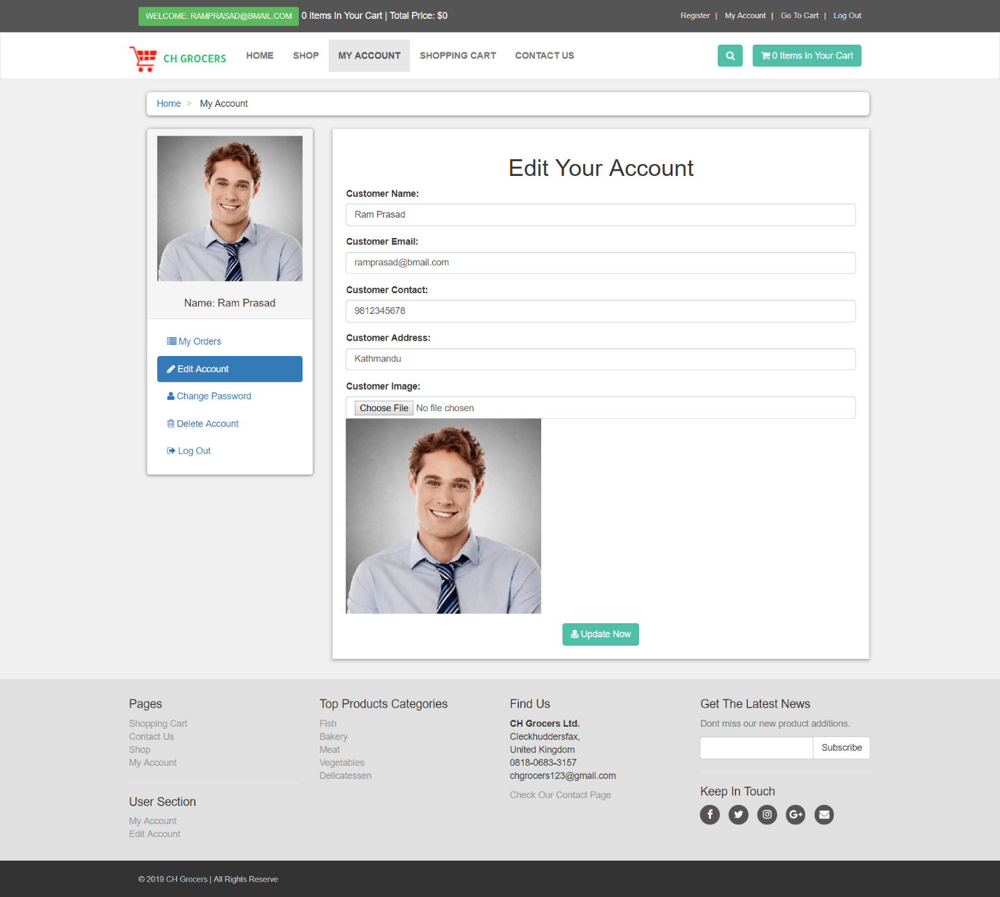 WELCOME: RAMPRASAD@BMAIL.COM 0 Items In Your Cart | Total Price: $0
Register | My Account | Go To Cart | Log Out
CH GROCERS
HOME SHOP MY ACCOUNT SHOPPING CART CONTACT US
0 Items In Your Cart
Home > My Account
Name: Ram Prasad
My Orders
Edit Account
Change Password
Delete Account
Log Out
Edit Your Account
Customer Name:
Ram Prasad
Customer Email:
ramprasad@bmail.com
Customer Contact:
9812345678
Customer Address:
Kathmandu
Customer Image:
Choose File No file chosen
Update Now
Pages
Shopping Cart
Contact Us
Shop
My Account
User Section
My Account
Edit Account
Top Products Categories
Fish
Bakery
Meat
Vegetables
Delicatessen
Find Us
CH Grocers Ltd.
Cleckhuddersfax,
United Kingdom
0818-0683-3157
chgrocers123@gmail.com
Check Our Contact Page
Get The Latest News
Dont miss our new product additions.
Subscribe
Keep In Touch
© 2019 CH Grocers | All Rights Reserve